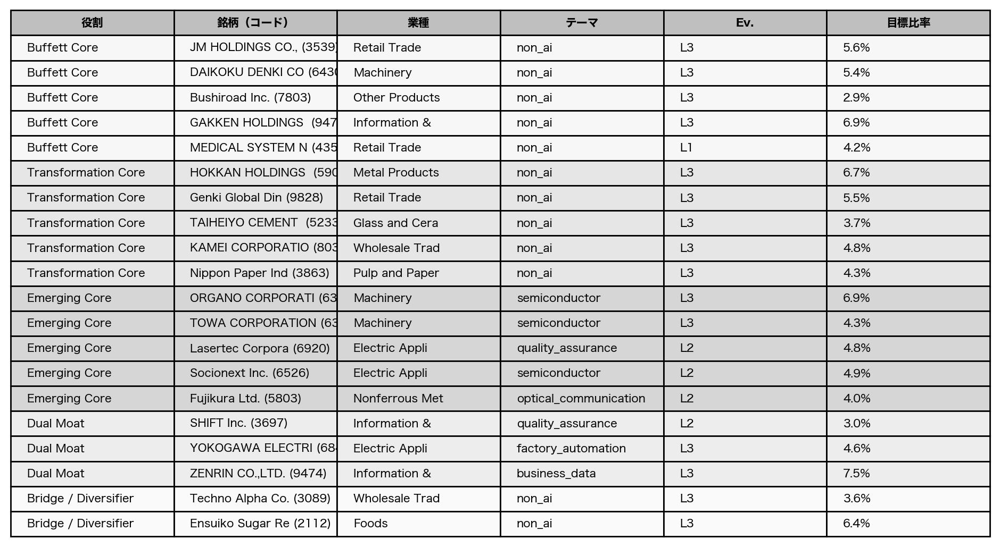 役割 銘柄（コード） 業種 テーマ Ev. 目標比率
Buffett Core JM HOLDINGS CO., (3539) Retail Trade non_ai L3 5.6%
Buffett Core DAIKOKU DENKI CO (6430 Machinery non_ai L3 5.4%
Buffett Core Bushiroad Inc. (7803) Other Products non_ai L3 2.9%
Buffett Core GAKKEN HOLDINGS (947 Information & non_ai L3 6.9%
Buffett Core MEDICAL SYSTEM N (435 Retail Trade non_ai L1 4.2%
Transformation Core HOKKAN HOLDINGS (590 Metal Products non_ai L3 6.7%
Transformation Core Genki Global Din (9828) Retail Trade non_ai L3 5.5%
Transformation Core TAIHEIYO CEMENT (5233 Glass and Cera non_ai L3 3.7%
Transformation Core KAMEI CORPORATIO (803 Wholesale Trad non_ai L3 4.8%
Transformation Core Nippon Paper Ind (3863) Pulp and Paper non_ai L3 4.3%
Emerging Core ORGANO CORPORATI (63 Machinery semiconductor L3 6.9%
Emerging Core TOWA CORPORATION (63 Machinery semiconductor L3 4.3%
Emerging Core Lasertec Corpora (6920) Electric Appli quality_assurance L2 4.8%
Emerging Core Socionext Inc. (6526) Electric Appli semiconductor L2 4.9%
Emerging Core Fujikura Ltd. (5803) Nonferrous Met optical_communication L2 4.0%
Dual Moat SHIFT Inc. (3697) Information & quality_assurance L2 3.0%
Dual Moat YOKOGAWA ELECTRI (684 Electric Appli factory_automation L3 4.6%
Dual Moat ZENRIN CO.,LTD. (9474) Information & business_data L3 7.5%
Bridge / Diversifier Techno Alpha Co. (3089) Wholesale Trad non_ai L3 3.6%
Bridge / Diversifier Ensuiko Sugar Re (2112) Foods non_ai L3 6.4%